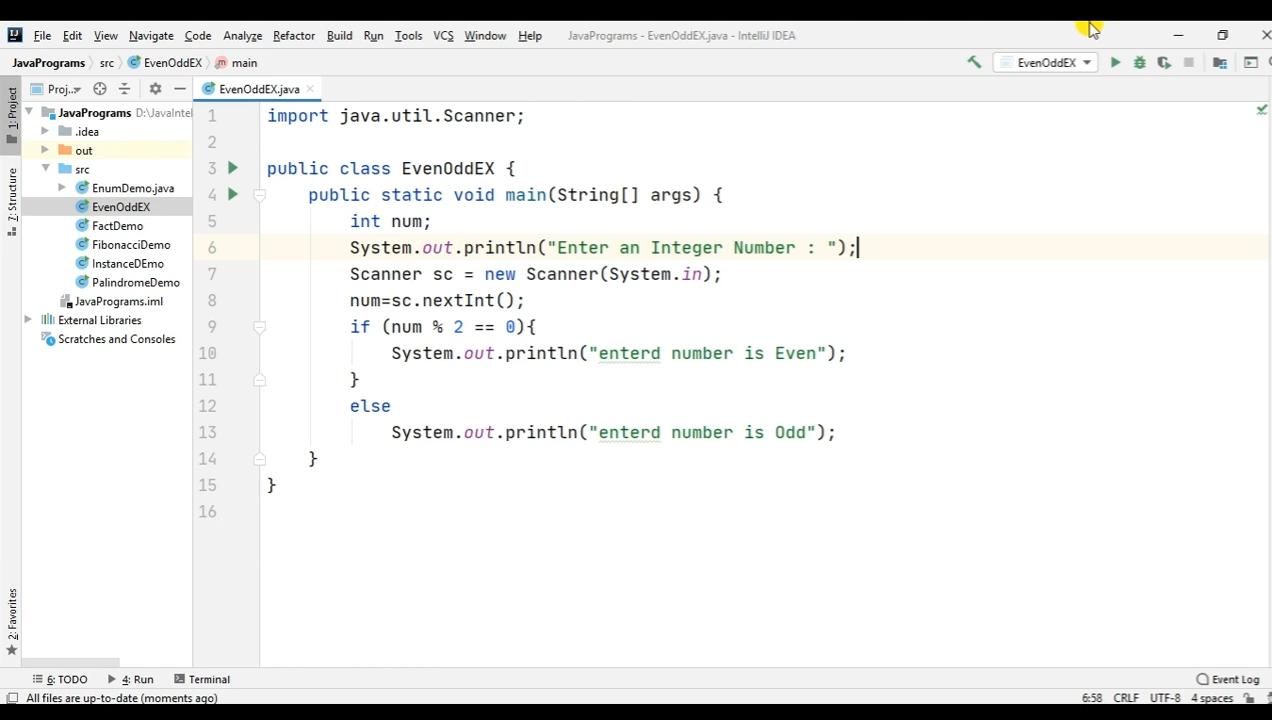 File Edit View Navigate Code Analyze Refactor Build Run Tools VCS Window Help JavaPrograms - EvenOddEX.java - IntelliJ IDEA
JavaPrograms src EvenOddEX main EvenOddEX
1: Project
Proj..
EvenOddEX.java
JavaPrograms D:\JavaIntel
.idea
out
src
EnumDemo.java
EvenOddEX
FactDemo
FibonacciDemo
InstanceDEmo
PalindromeDemo
JavaPrograms.iml
External Libraries
Scratches and Consoles
7: Structure
2: Favorites
1 import java.util.Scanner;
2
3 public class EvenOddEX {
4 public static void main(String[] args) {
5 int num;
6 System.out.println("Enter an Integer Number : ");
7 Scanner sc = new Scanner(System.in);
8 num=sc.nextInt();
9 if (num % 2 == 0){
10 System.out.println("enterd number is Even");
11 }
12 else
13 System.out.println("enterd number is Odd");
14 }
15 }
16
6: TODO 4: Run Terminal Event Log
All files are up-to-date (moments ago) 6:58 CRLF UTF-8 4 spaces